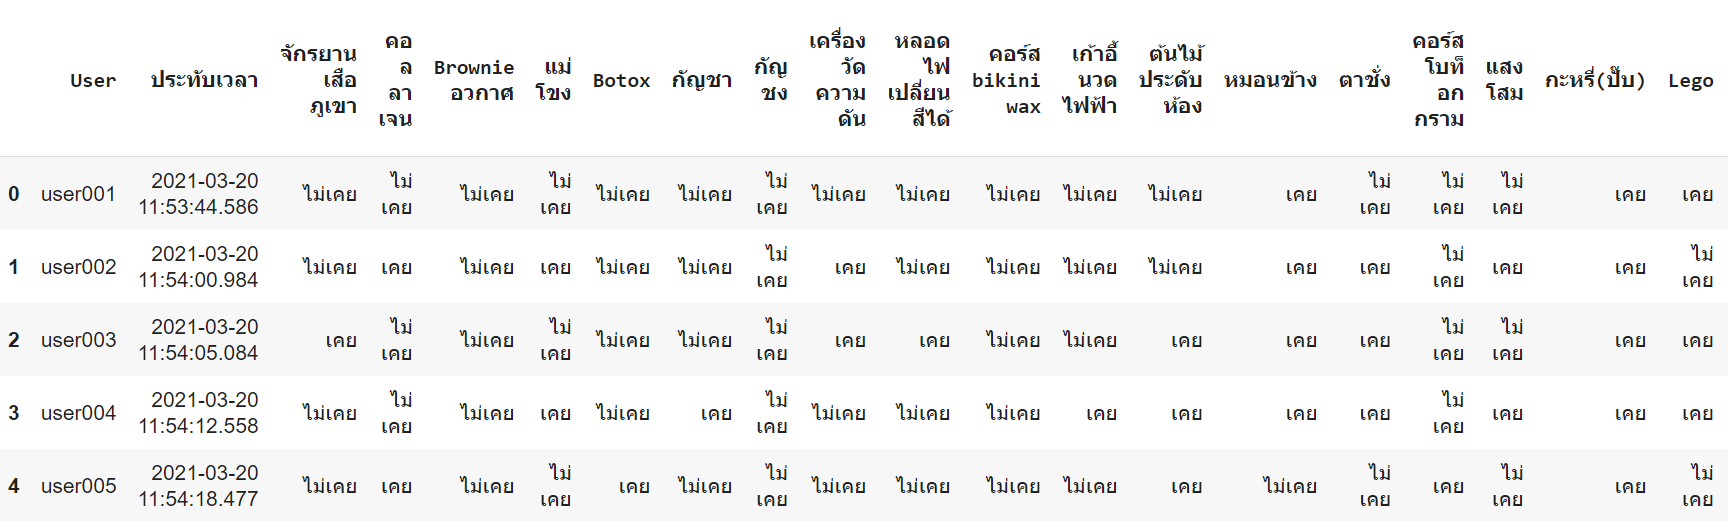 User ประทับเวลา จักรยานเสือภูเขา คอลลาเจน Brownie อวกาศ แม่โขง Botox กัญชา กัญชง เครื่องวัดความดัน หลอดไฟเปลี่ยนสีได้ คอร์ส bikini wax เก้าอี้นวดไฟฟ้า ต้นไม้ประดับห้อง หมอนข้าง ตาชั่ง คอร์สโบท็อกกราม แสงโสม กะหรี่(ปั๊บ) Lego
0 user001 2021-03-20 11:53:44.586 ไม่เคย ไม่เคย ไม่เคย ไม่เคย ไม่เคย ไม่เคย ไม่เคย ไม่เคย ไม่เคย ไม่เคย ไม่เคย ไม่เคย เคย ไม่เคย ไม่เคย ไม่เคย เคย เคย
1 user002 2021-03-20 11:54:00.984 ไม่เคย เคย ไม่เคย เคย ไม่เคย ไม่เคย ไม่เคย เคย ไม่เคย ไม่เคย ไม่เคย ไม่เคย เคย เคย ไม่เคย เคย เคย ไม่เคย
2 user003 2021-03-20 11:54:05.084 เคย ไม่เคย ไม่เคย ไม่เคย ไม่เคย ไม่เคย ไม่เคย เคย เคย ไม่เคย ไม่เคย เคย เคย เคย ไม่เคย ไม่เคย เคย เคย
3 user004 2021-03-20 11:54:12.558 ไม่เคย ไม่เคย ไม่เคย เคย ไม่เคย เคย ไม่เคย ไม่เคย ไม่เคย ไม่เคย เคย เคย เคย เคย ไม่เคย เคย เคย เคย
4 user005 2021-03-20 11:54:18.477 ไม่เคย เคย ไม่เคย ไม่เคย เคย ไม่เคย ไม่เคย ไม่เคย ไม่เคย ไม่เคย ไม่เคย เคย ไม่เคย ไม่เคย เคย ไม่เคย เคย ไม่เคย